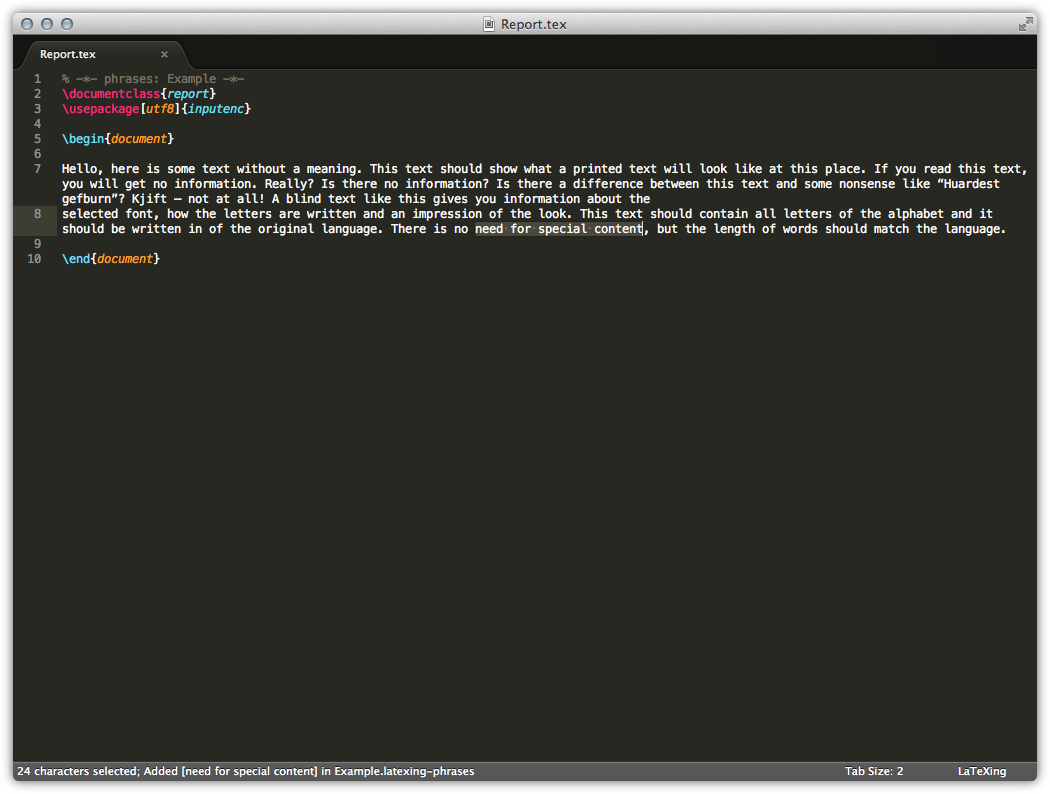 Report.tex
Report.tex ×
1 % -*- phrases: Example -*-
2 \documentclass{report}
3 \usepackage[utf8]{inputenc}
4
5 \begin{document}
6
7 Hello, here is some text without a meaning. This text should show what a printed text will look like at this place. If you read this text,
you will get no information. Really? Is there no information? Is there a difference between this text and some nonsense like “Huardest
gefburn”? Kjift – not at all! A blind text like this gives you information about the
8 selected font, how the letters are written and an impression of the look. This text should contain all letters of the alphabet and it
should be written in of the original language. There is no need for special content, but the length of words should match the language.
9
10 \end{document}
24 characters selected; Added [need for special content] in Example.latexing-phrases Tab Size: 2 LaTeXing